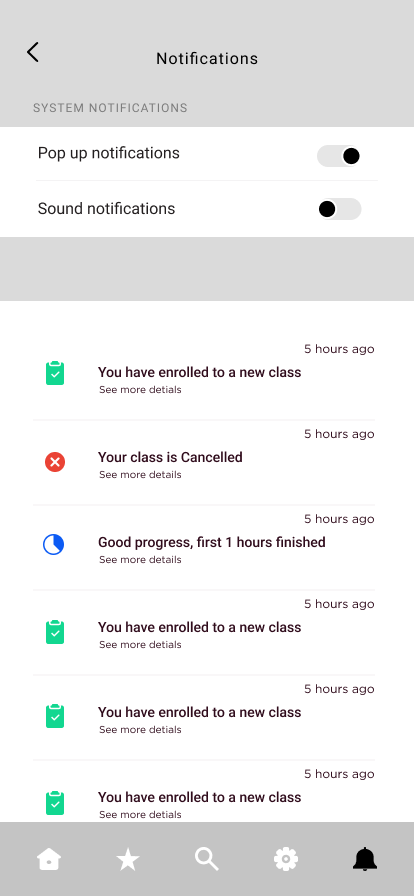 Notifications
SYSTEM NOTIFICATIONS
Pop up notifications
Sound notifications
5 hours ago
You have enrolled to a new class
See more detials
5 hours ago
Your class is Cancelled
See more detials
5 hours ago
Good progress, first 1 hours finished
See more detials
5 hours ago
You have enrolled to a new class
See more detials
5 hours ago
You have enrolled to a new class
See more detials
5 hours ago
You have enrolled to a new class
See more detials